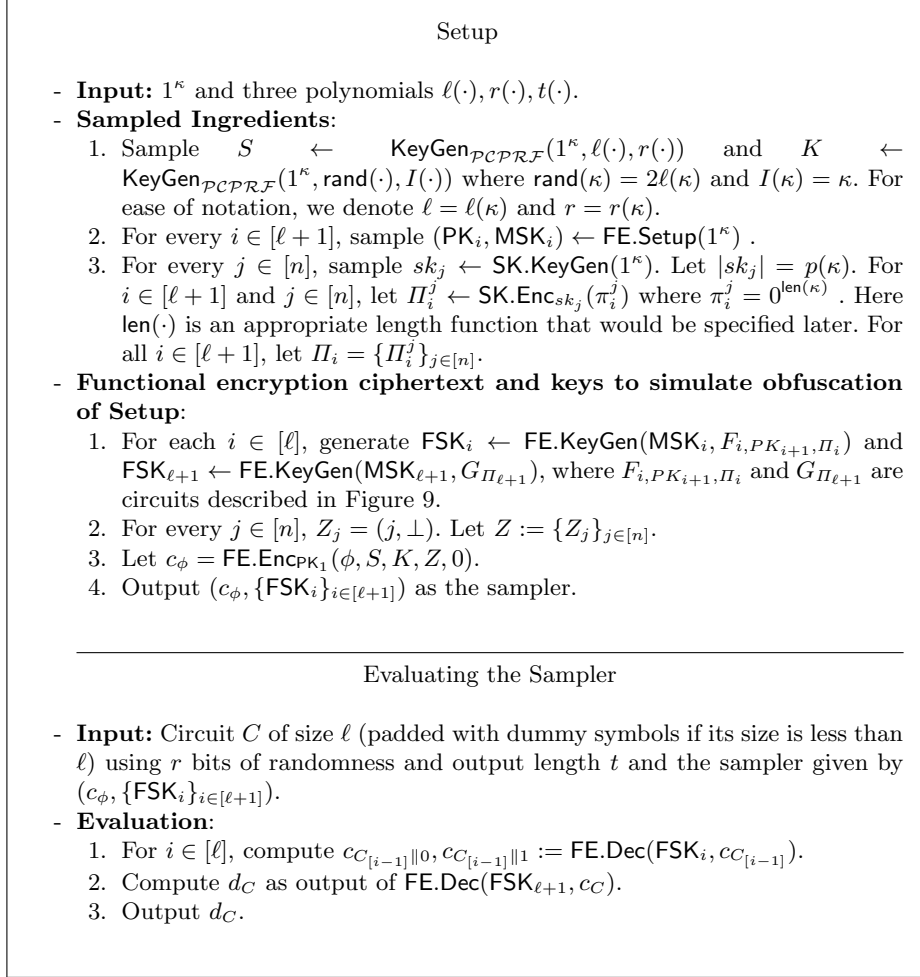 Setup
- Input: 1^κ and three polynomials ℓ(·), r(·), t(·).
- Sampled Ingredients:
1. Sample S ← KeyGen_{𝒫𝒞𝒫ℛℱ}(1^κ, ℓ(·), r(·)) and K ←
KeyGen_{𝒫𝒞𝒫ℛℱ}(1^κ, rand(·), I(·)) where rand(κ) = 2ℓ(κ) and I(κ) = κ. For
ease of notation, we denote ℓ = ℓ(κ) and r = r(κ).
2. For every i ∈ [ℓ + 1], sample (PK_i, MSK_i) ← FE.Setup(1^κ) .
3. For every j ∈ [n], sample sk_j ← SK.KeyGen(1^κ). Let |sk_j| = p(κ). For
i ∈ [ℓ + 1] and j ∈ [n], let Π_i^j ← SK.Enc_{sk_j}(π_i^j) where π_i^j = 0^{len(κ)} . Here
len(·) is an appropriate length function that would be specified later. For
all i ∈ [ℓ + 1], let Π_i = {Π_i^j}_{j∈[n]}.
- Functional encryption ciphertext and keys to simulate obfuscation
of Setup:
1. For each i ∈ [ℓ], generate FSK_i ← FE.KeyGen(MSK_i, F_{i,PK_{i+1},Π_i}) and
FSK_{ℓ+1} ← FE.KeyGen(MSK_{ℓ+1}, G_{Π_{ℓ+1}}), where F_{i,PK_{i+1},Π_i} and G_{Π_{ℓ+1}} are
circuits described in Figure 9.
2. For every j ∈ [n], Z_j = (j, ⊥). Let Z := {Z_j}_{j∈[n]}.
3. Let c_ϕ = FE.Enc_{PK_1}(ϕ, S, K, Z, 0).
4. Output (c_ϕ, {FSK_i}_{i∈[ℓ+1]}) as the sampler.
Evaluating the Sampler
- Input: Circuit C of size ℓ (padded with dummy symbols if its size is less than
ℓ) using r bits of randomness and output length t and the sampler given by
(c_ϕ, {FSK_i}_{i∈[ℓ+1]}).
- Evaluation:
1. For i ∈ [ℓ], compute c_{C_{[i−1]}∥0}, c_{C_{[i−1]}∥1} := FE.Dec(FSK_i, c_{C_{[i−1]}}).
2. Compute d_C as output of FE.Dec(FSK_{ℓ+1}, c_C).
3. Output d_C.